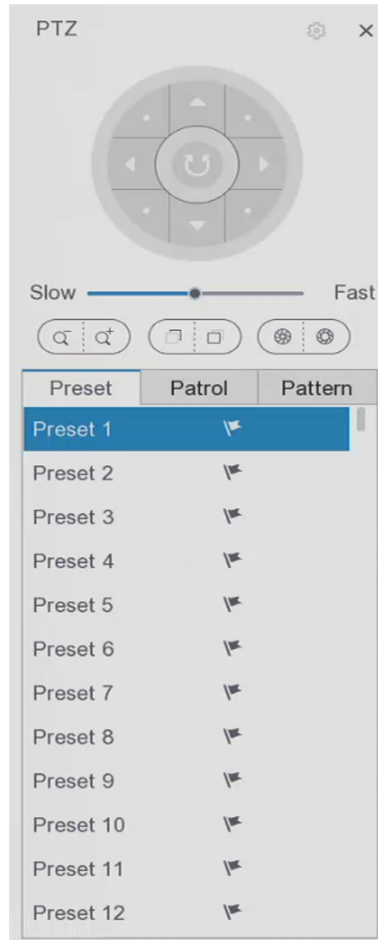 PTZ
Slow Fast
Preset Patrol Pattern
Preset 1
Preset 2
Preset 3
Preset 4
Preset 5
Preset 6
Preset 7
Preset 8
Preset 9
Preset 10
Preset 11
Preset 12